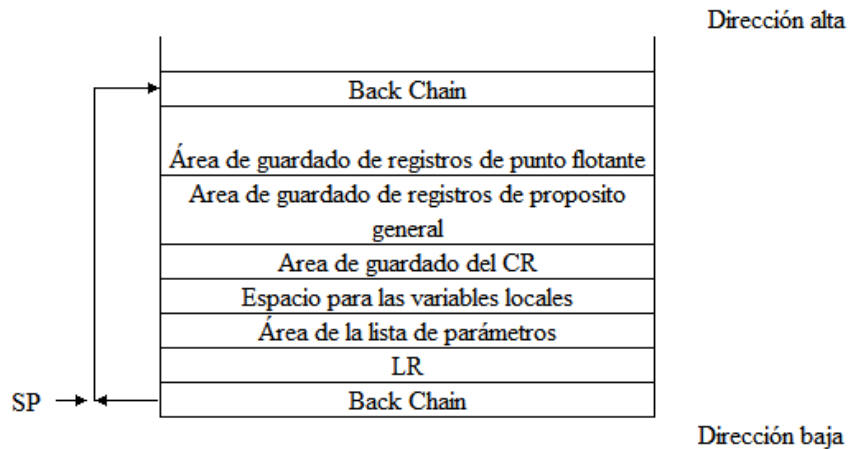 Dirección alta
Back Chain
Área de guardado de registros de punto flotante
Area de guardado de registros de proposito
general
Area de guardado del CR
Espacio para las variables locales
Área de la lista de parámetros
LR
SP
Back Chain
Dirección baja